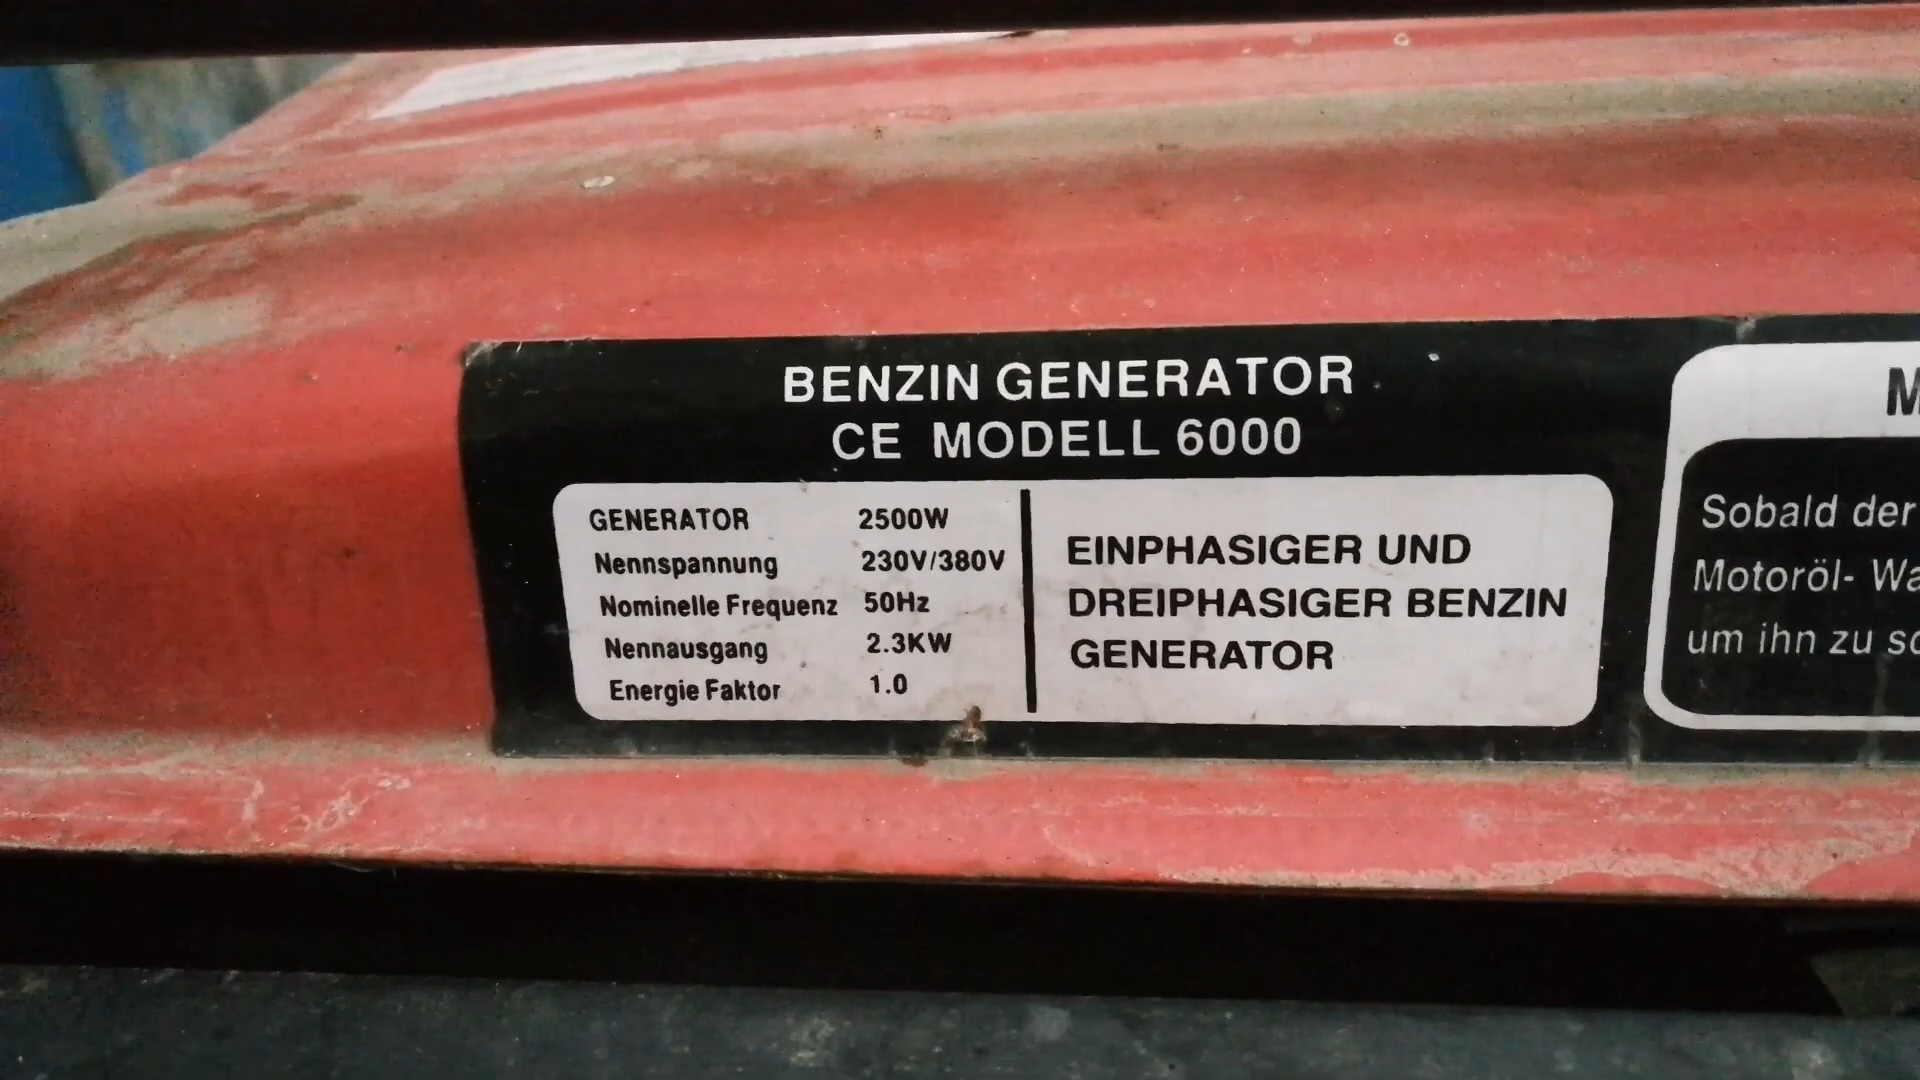 BENZIN GENERATOR
CE MODELL 6000
GENERATOR 2500W
Nennspannung 230V/380V
Nominelle Frequenz 50Hz
Nennausgang 2.3KW
Energie Faktor 1.0
EINPHASIGER UND
DREIPHASIGER BENZIN
GENERATOR
Sobald der
Motoröl-
um ihn zu